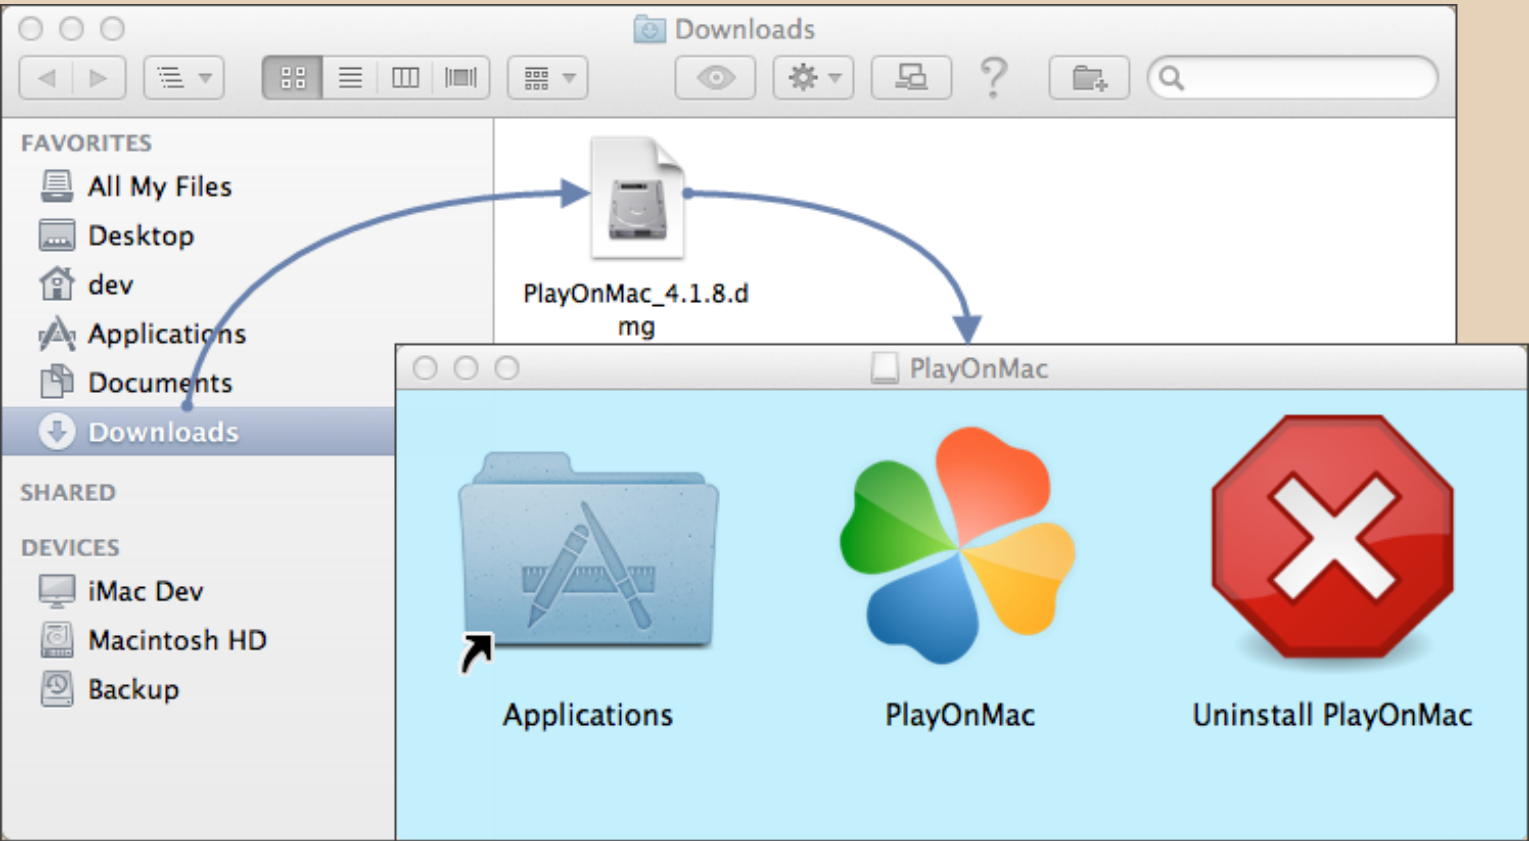 Downloads
FAVORITES
All My Files
Desktop
dev
Applications
Documents
Downloads
SHARED
DEVICES
iMac Dev
Macintosh HD
Backup
PlayOnMac_4.1.8.d
mg
PlayOnMac
Applications
PlayOnMac
Uninstall PlayOnMac